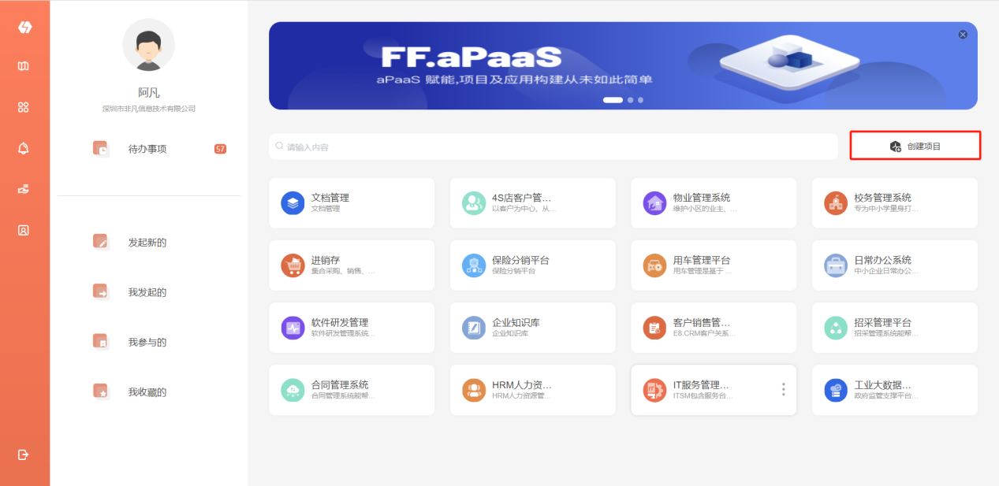 阿凡
深圳市非凡信息技术有限公司
待办事项
57
发起新的
我发起的
我参与的
我收藏的
FF.aPaaS
aPaaS 赋能,项目及应用构建从未如此简单
请输入内容
创建项目
文档管理
文档管理
4S店客户管...
以客户为中心，从...
物业管理系统
维护小区的业主、...
校务管理系统
专为中小学量身打...
进销存
集合采购、销售、...
保险分销平台
保险分销平台
用车管理平台
用车管理是基于 ...
日常办公系统
中小企业日常办公...
软件研发管理
软件研发管理系统...
企业知识库
企业知识库
客户销售管...
E8.CRM客户关系...
招采管理平台
招采管理系统能帮...
合同管理系统
合同管理系统能帮...
HRM人力资...
HRM人力资源管...
IT服务管理...
ITSM包含服务台...
工业大数据...
政府监管支撑平台...